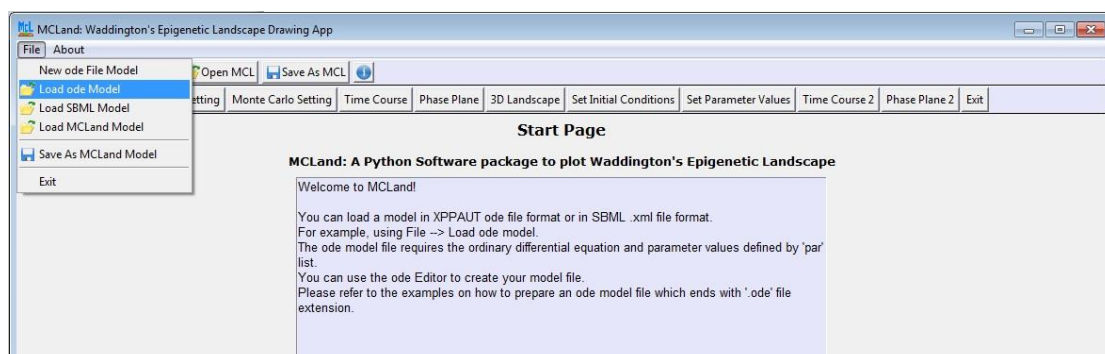 McL MCLand: Waddington's Epigenetic Landscape Drawing App
File About
New ode File Model
Open MCL Save As MCL
Load ode Model
Load SBML Model
etting Monte Carlo Setting Time Course Phase Plane 3D Landscape Set Initial Conditions Set Parameter Values Time Course 2 Phase Plane 2 Exit
Load MCLand Model
Save As MCLand Model
Exit
Start Page
MCLand: A Python Software package to plot Waddington's Epigenetic Landscape
Welcome to MCLand!
You can load a model in XPPAUT ode file format or in SBML .xml file format.
For example, using File --> Load ode model.
The ode model file requires the ordinary differential equation and parameter values defined by 'par'
list.
You can use the ode Editor to create your model file.
Please refer to the examples on how to prepare an ode model file which ends with '.ode' file
extension.